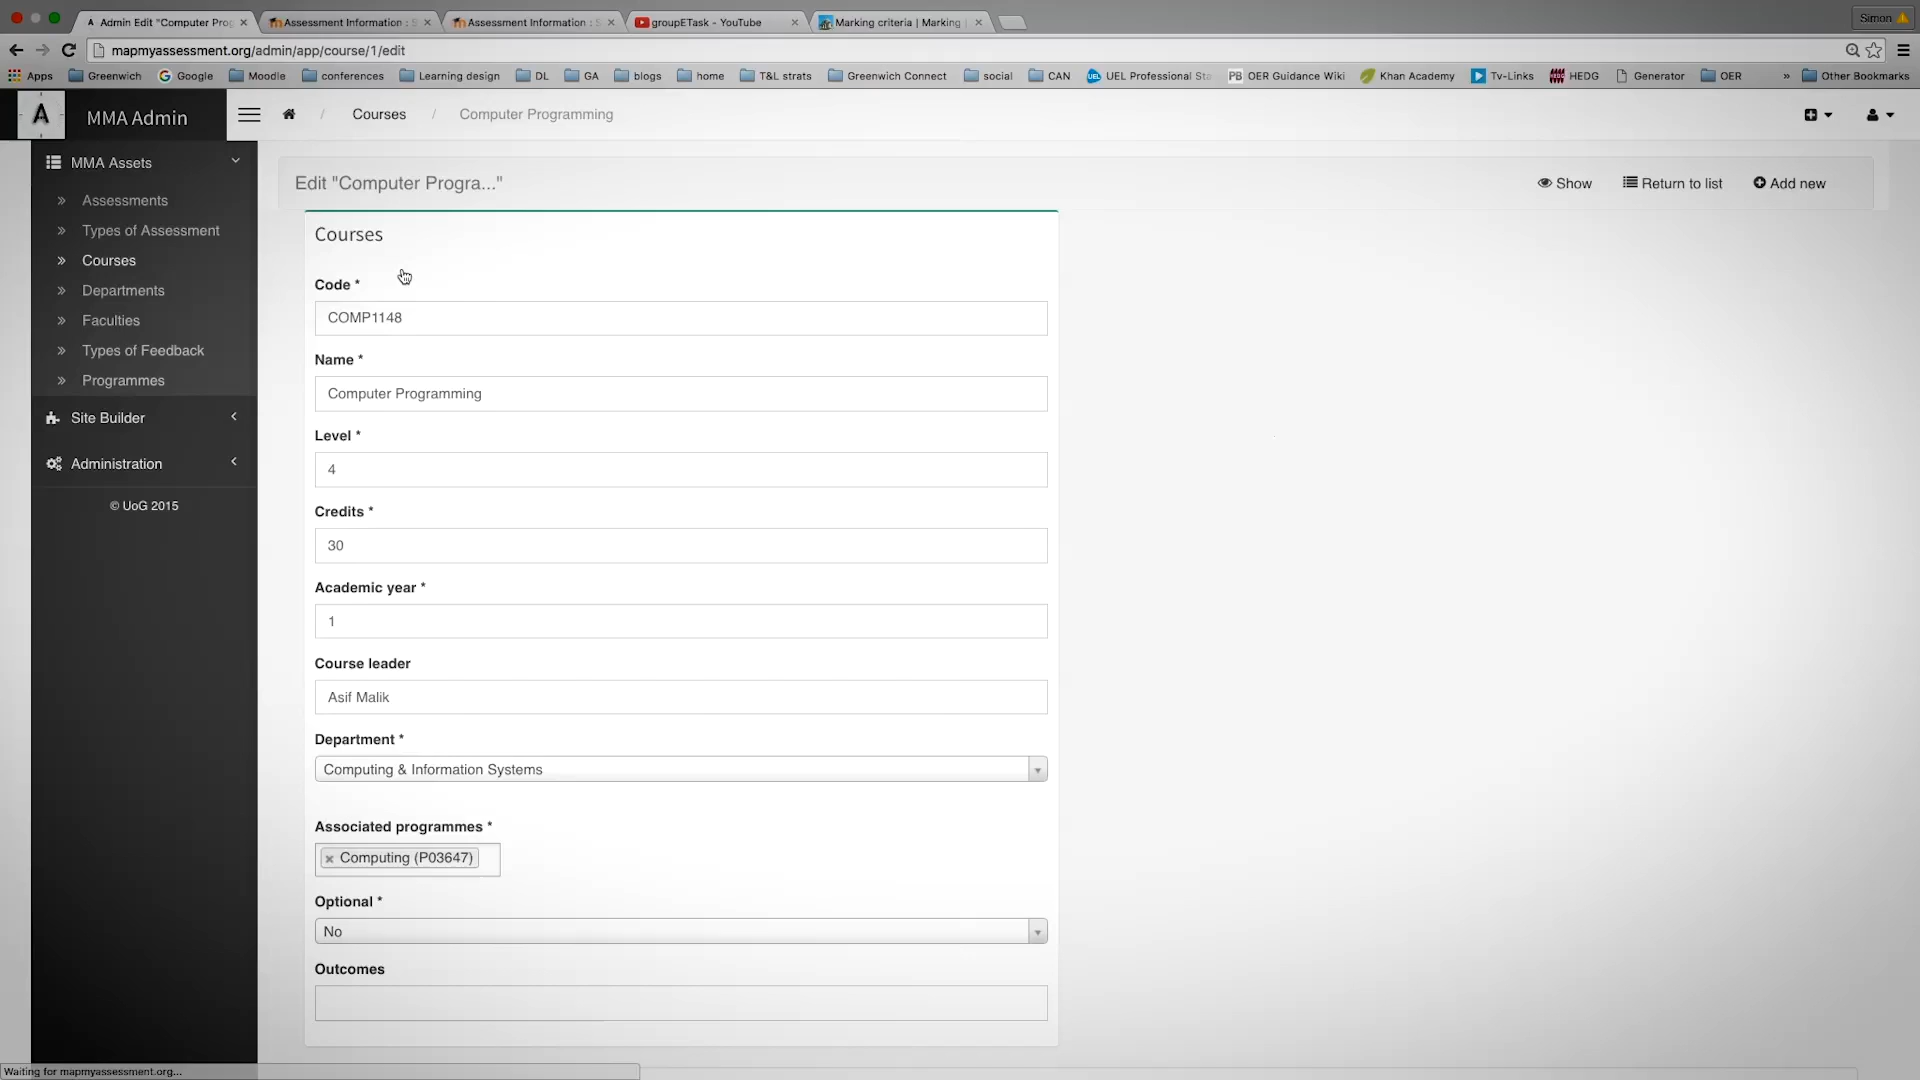 Admin Edit "Computer Prog
Assessment Information : S
Assessment Information : S
groupETask - YouTube
Marking criteria | Marking
Simon
mapmyassessment.org/admin/app/course/1/edit
Apps
Greenwich
Google
Moodle
conferences
Learning design
DL
GA
blogs
home
T&L strats
Greenwich Connect
social
CAN
UEL Professional Sta
OER Guidance Wiki
Khan Academy
Tv-Links
HEDG
Generator
OER
»
Other Bookmarks
A
MMA Admin
/ Courses / Computer Programming
MMA Assets
Assessments
Types of Assessment
Courses
Departments
Faculties
Types of Feedback
Programmes
Site Builder
Administration
© UoG 2015
Edit "Computer Progra..."
Show
Return to list
Add new
Courses
Code *
COMP1148
Name *
Computer Programming
Level *
4
Credits *
30
Academic year *
1
Course leader
Asif Malik
Department *
Computing & Information Systems
Associated programmes *
× Computing (P03647)
Optional *
No
Outcomes
Waiting for mapmyassessment.org...